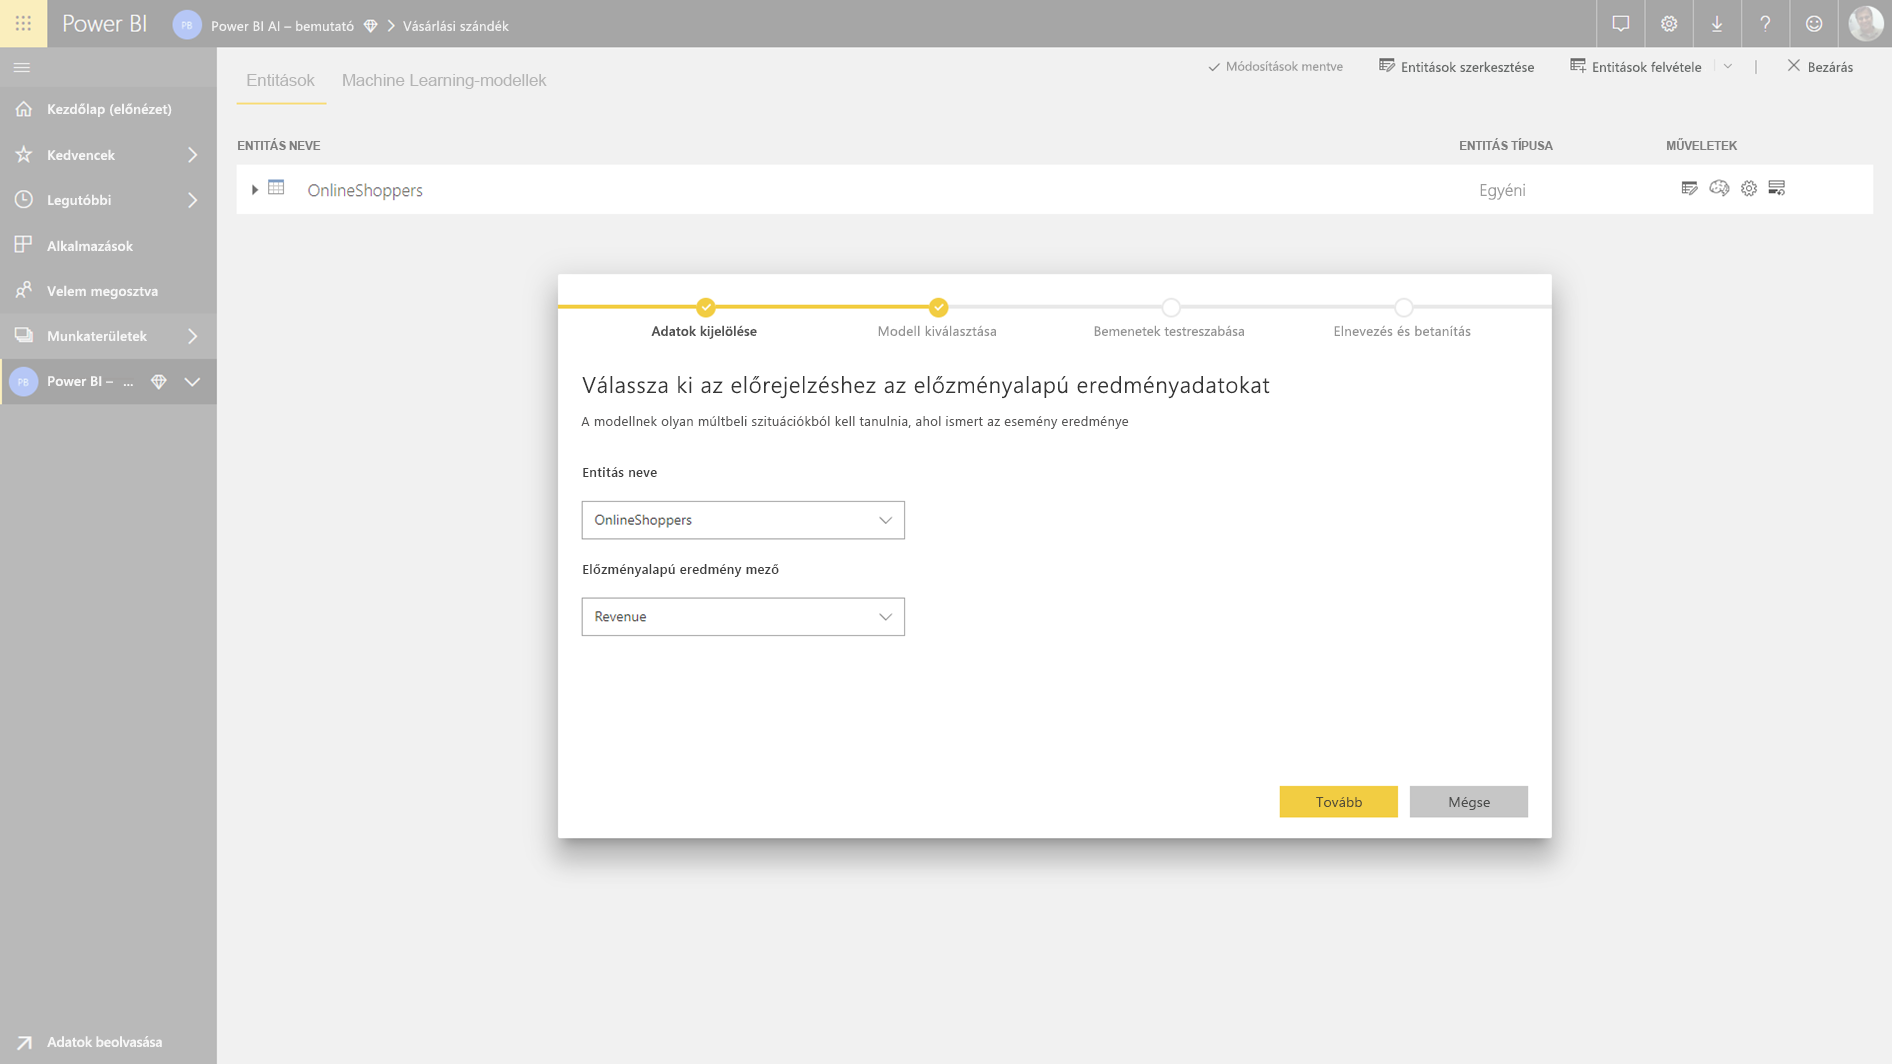 Power BI
PB
Power BI AI – bemutató
Vásárlási szándék
Entitások
Machine Learning-modellek
Módosítások mentve
Entitások szerkesztése
Entitások felvétele
Bezárás
Kezdőlap (előnézet)
Kedvencek
Legutóbbi
Alkalmazások
Velem megosztva
Munkaterületek
PB
Power BI – ...
Adatok beolvasása
ENTITÁS NEVE
ENTITÁS TÍPUSA
MŰVELETEK
OnlineShoppers
Egyéni
Adatok kijelölése
Modell kiválasztása
Bemenetek testreszabása
Elnevezés és betanítás
Válassza ki az előrejelzéshez az előzményalapú eredményadatokat
A modellnek olyan múltbeli szituációkból kell tanulnia, ahol ismert az esemény eredménye
Entitás neve
OnlineShoppers
Előzményalapú eredmény mező
Revenue
Tovább
Mégse